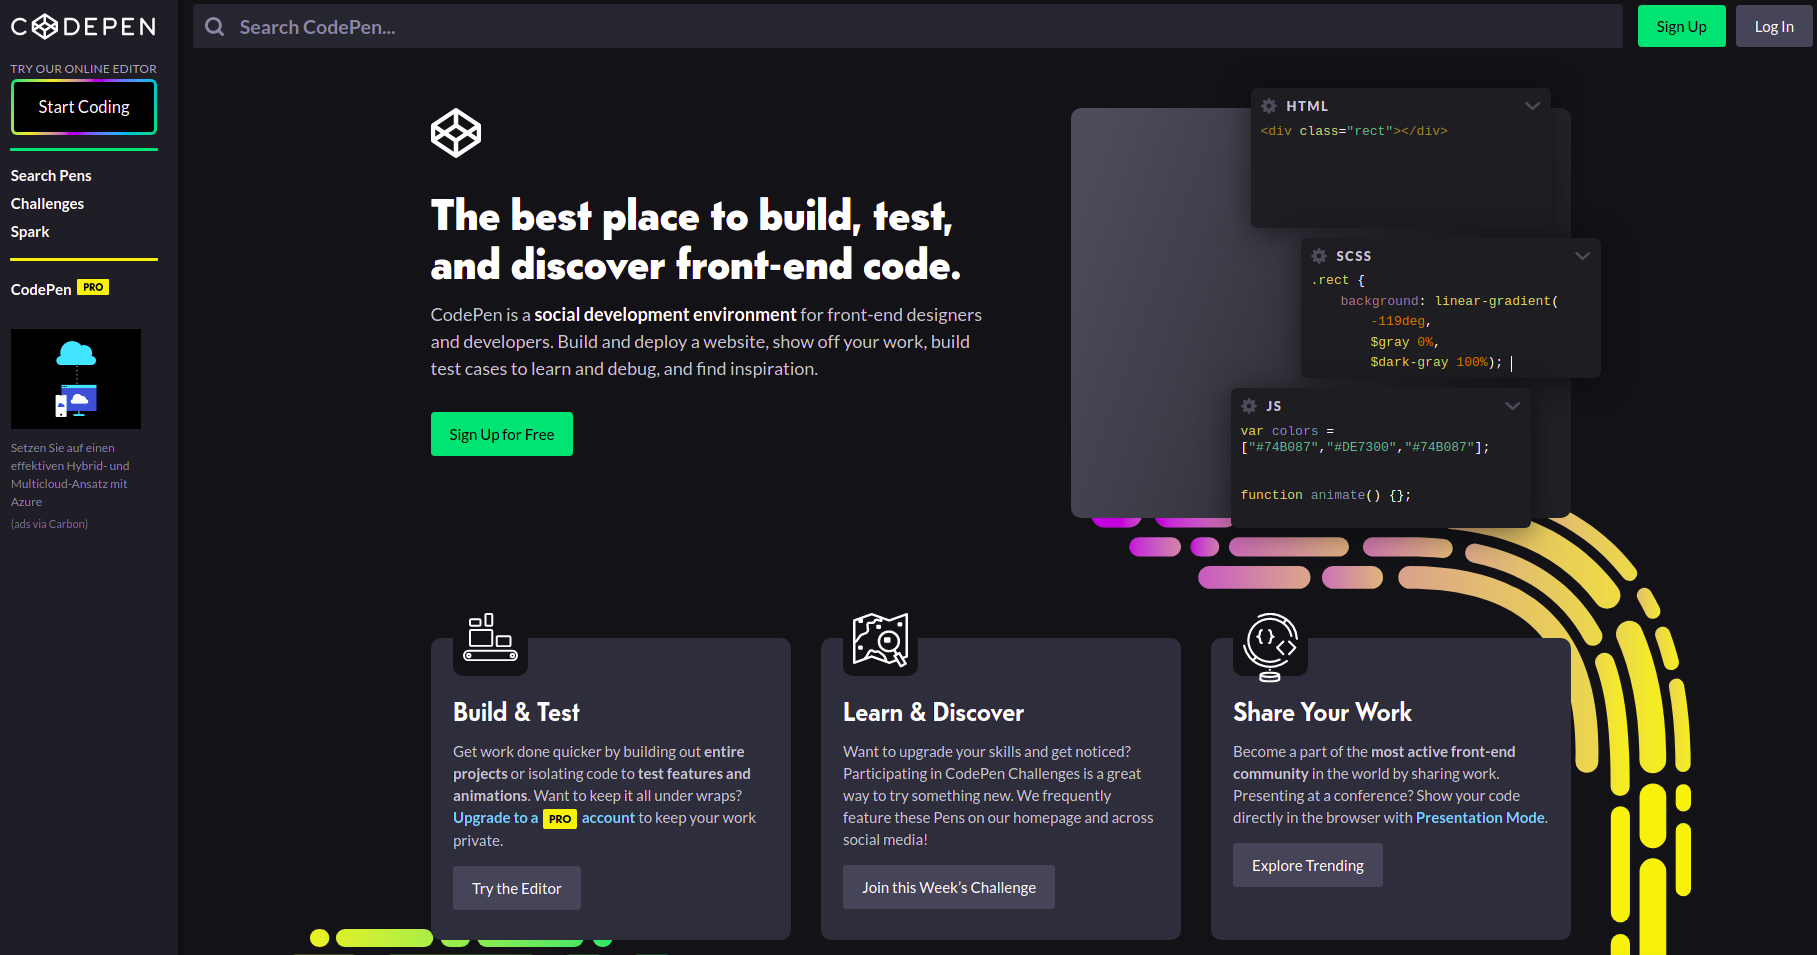 CODEPEN
Search CodePen...
Sign Up
Log In
TRY OUR ONLINE EDITOR
Start Coding
Search Pens
Challenges
Spark
CodePen PRO
Setzen Sie auf einen
effektiven Hybrid- und
Multicloud-Ansatz mit
Azure
(ads via Carbon)
The best place to build, test,
and discover front-end code.
CodePen is a social development environment for front-end designers
and developers. Build and deploy a website, show off your work, build
test cases to learn and debug, and find inspiration.
Sign Up for Free
HTML
<div class="rect"></div>
SCSS
.rect {
background: linear-gradient(
-119deg,
$gray 0%,
$dark-gray 100%);
JS
var colors =
["#74B087","#DE7300","#74B087"];
function animate() {};
Build & Test
Get work done quicker by building out entire
projects or isolating code to test features and
animations. Want to keep it all under wraps?
Upgrade to a PRO account to keep your work
private.
Try the Editor
Learn & Discover
Want to upgrade your skills and get noticed?
Participating in CodePen Challenges is a great
way to try something new. We frequently
feature these Pens on our homepage and across
social media!
Join this Week's Challenge
Share Your Work
Become a part of the most active front-end
community in the world by sharing work.
Presenting at a conference? Show your code
directly in the browser with Presentation Mode.
Explore Trending